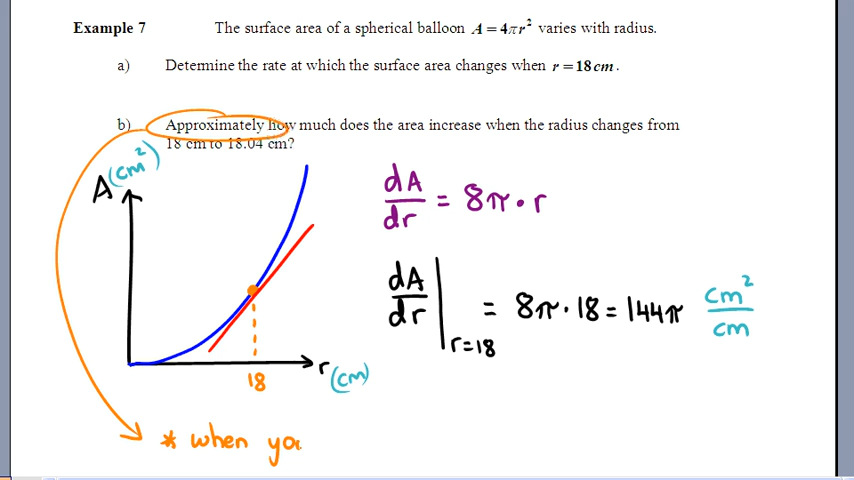 Example 7 The surface area of a spherical balloon A = 4πr² varies with radius.
a) Determine the rate at which the surface area changes when r = 18 cm.
b) Approximately how much does the area increase when the radius changes from
18 cm to 18.04 cm?
A (cm²)
dA/dr = 8π · r
dA/dr | r=18 = 8π · 18 = 144π cm²/cm
18
r (cm)
* when you